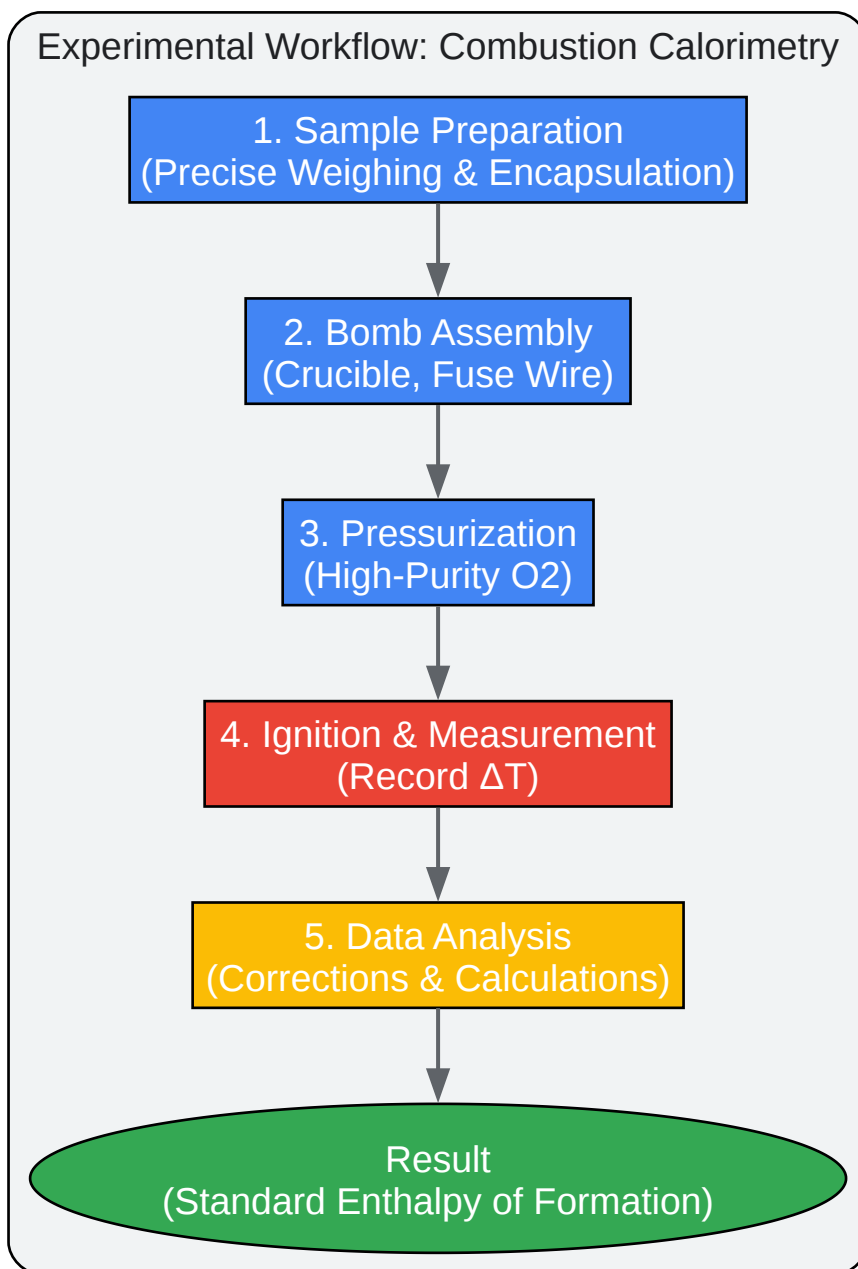 Experimental Workflow: Combustion Calorimetry
1. Sample Preparation
(Precise Weighing & Encapsulation)
2. Bomb Assembly
(Crucible, Fuse Wire)
3. Pressurization
(High-Purity O2)
4. Ignition & Measurement
(Record ΔT)
5. Data Analysis
(Corrections & Calculations)
Result
(Standard Enthalpy of Formation)